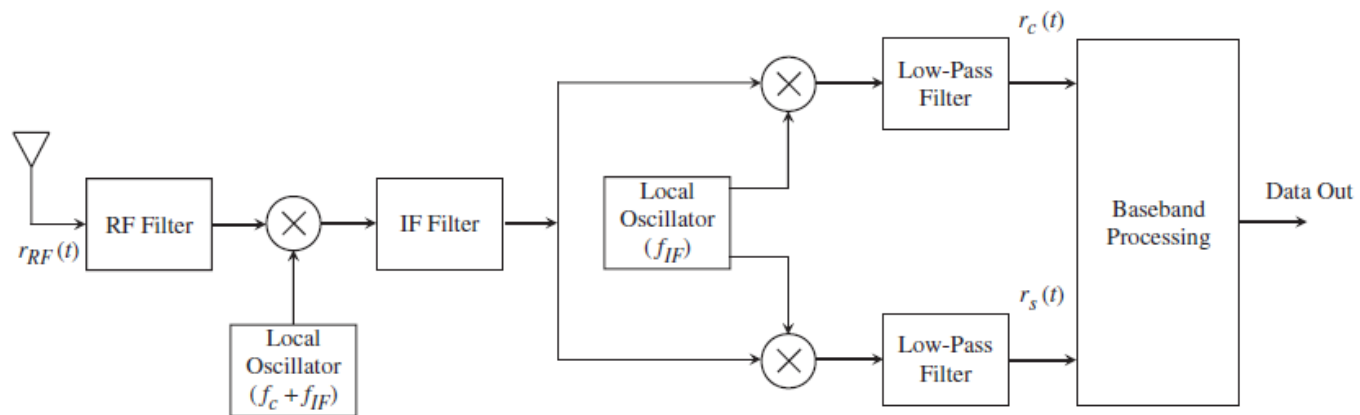 r_c(t)
Low-Pass
Filter
r_RF(t)
RF Filter
IF Filter
Local
Oscillator
(f_IF)
Baseband
Processing
Data Out
Local
Oscillator
(f_c + f_IF)
r_s(t)
Low-Pass
Filter